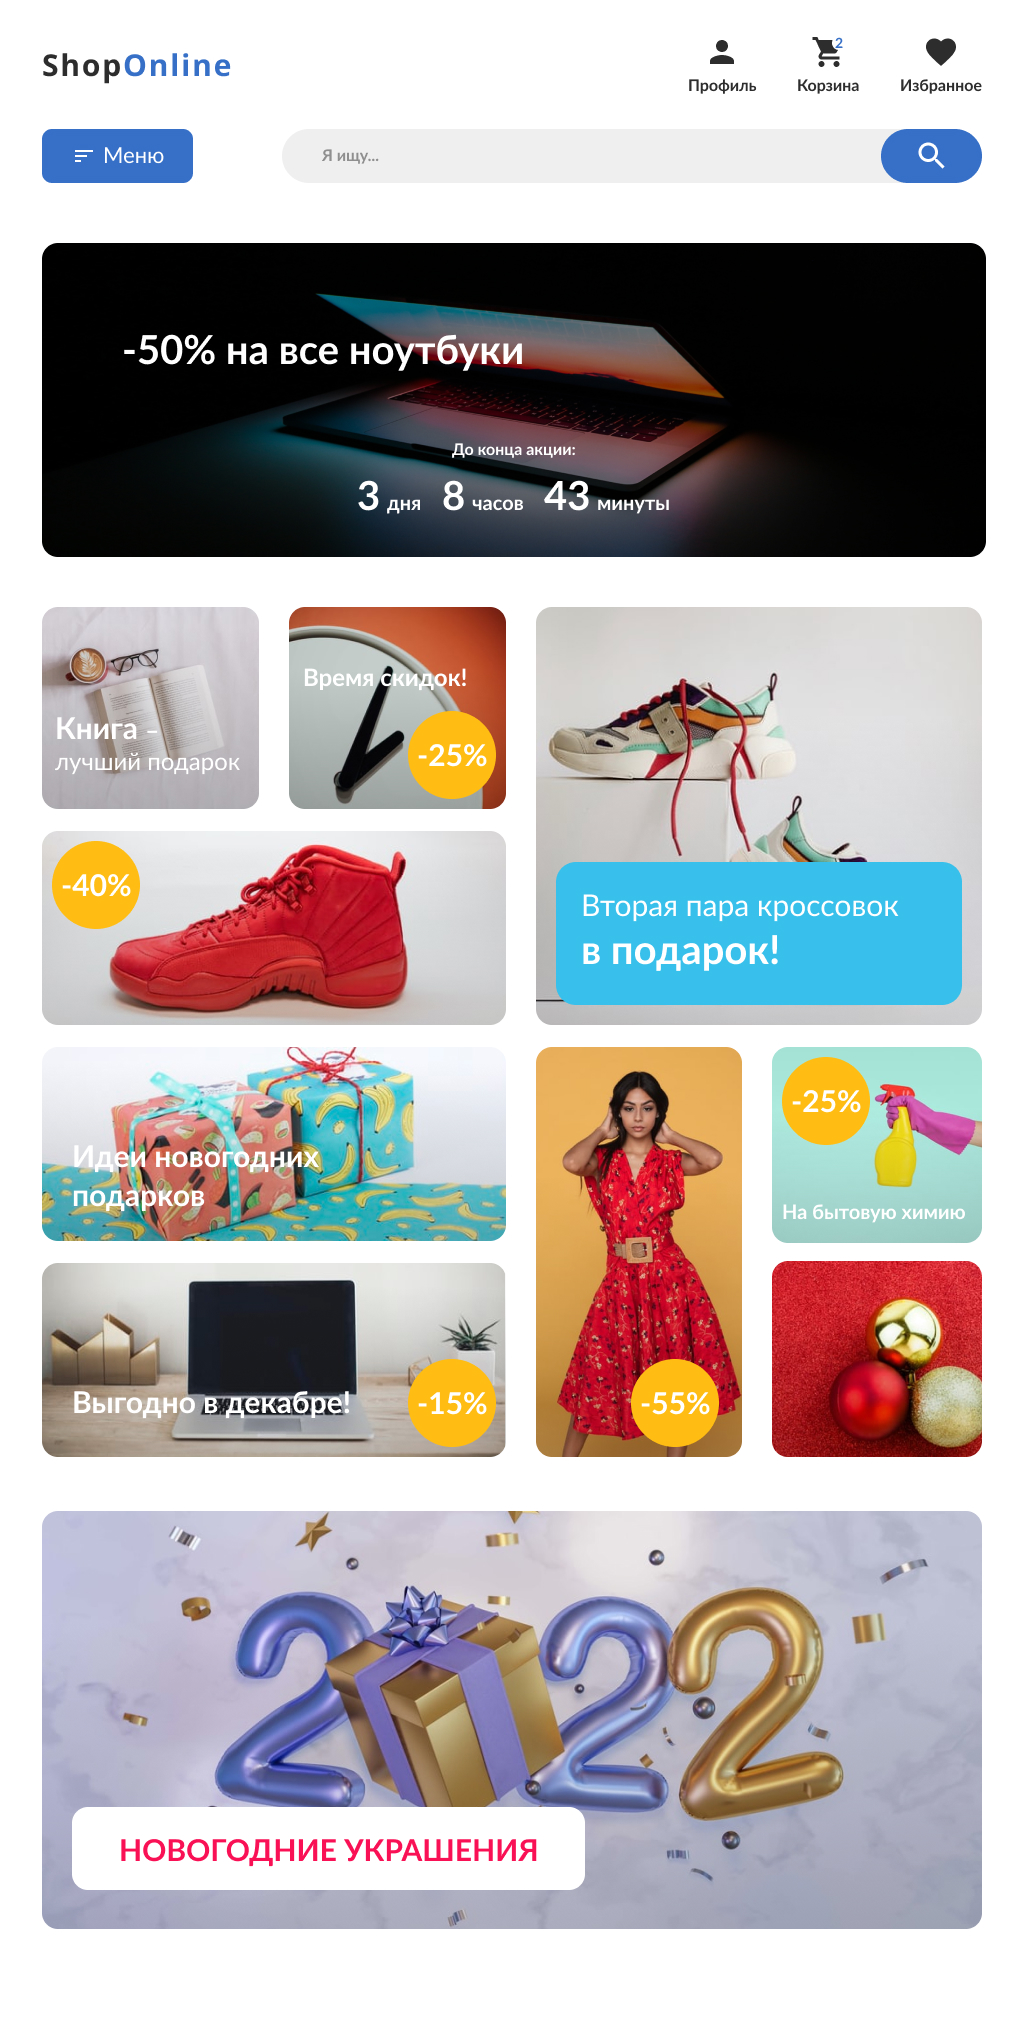 ShopOnline
2
Профиль
Корзина
Избранное
Меню
Я ищу...
-50% на все ноутбуки
До конца акции:
3 дня 8 часов 43 минуты
Книга –
лучший подарок
Время скидок!
-25%
-40%
Вторая пара кроссовок
в подарок!
Идеи новогодних
подарков
-25%
На бытовую химию
Выгодно в декабре!
-15%
-55%
2022
НОВОГОДНИЕ УКРАШЕНИЯ